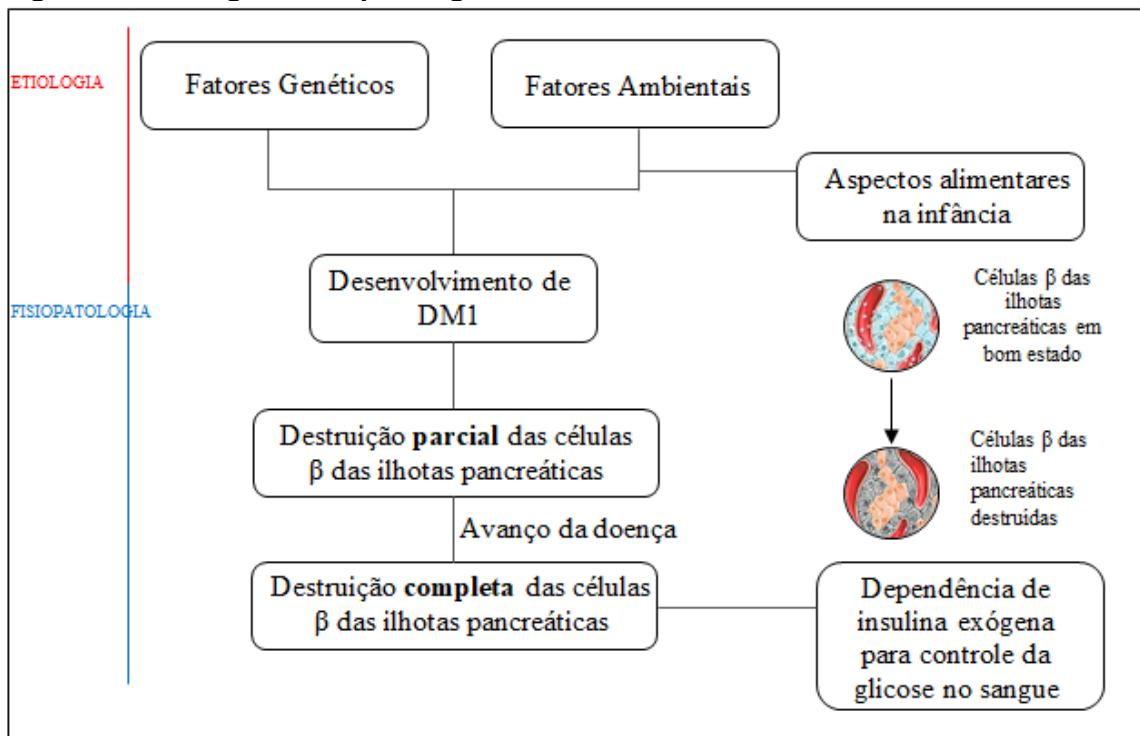 ETIOLOGIA
Fatores Genéticos
Fatores Ambientais
Aspectos alimentares
na infância
Desenvolvimento de
DM1
FISIOPATOLOGIA
Células β das
ilhotas
pancreáticas em
bom estado
Destruição parcial das células
β das ilhotas pancreáticas
Células β das
ilhotas
pancreáticas
destruídas
Avanço da doença
Destruição completa das células
β das ilhotas pancreáticas
Dependência de
insulina exógena
para controle da
glicose no sangue